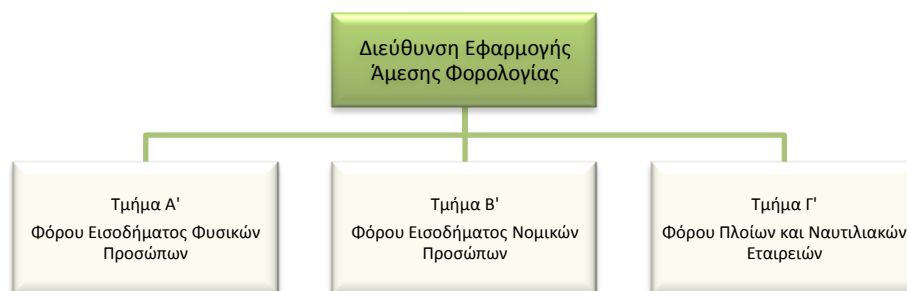 Διεύθυνση Εφαρμογής
Άμεσης Φορολογίας
Τμήμα Α'
Φόρου Εισοδήματος Φυσικών
Προσώπων
Τμήμα Β'
Φόρου Εισοδήματος Νομικών
Προσώπων
Τμήμα Γ'
Φόρου Πλοίων και Ναυτιλιακών
Εταιρειών